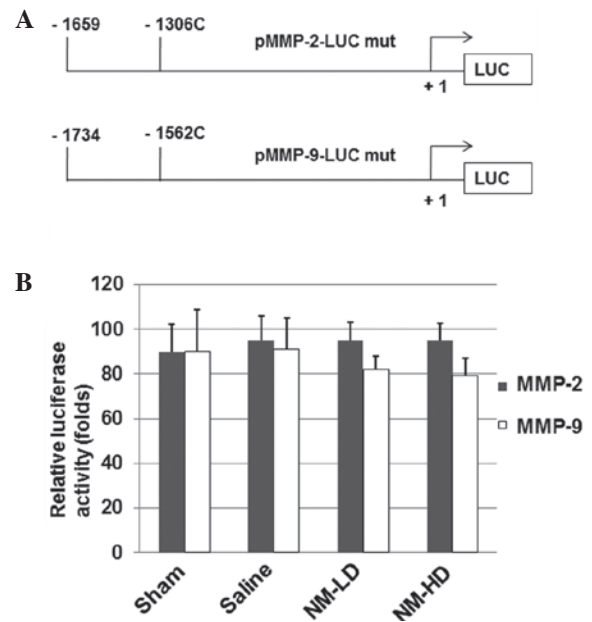 A
- 1659
- 1306C
pMMP-2-LUC mut
LUC
+ 1
- 1734
- 1562C
pMMP-9-LUC mut
LUC
+ 1
B
Relative luciferase
activity (folds)
120
100
80
60
40
20
0
Sham
Saline
NM-LD
NM-HD
MMP-2
MMP-9